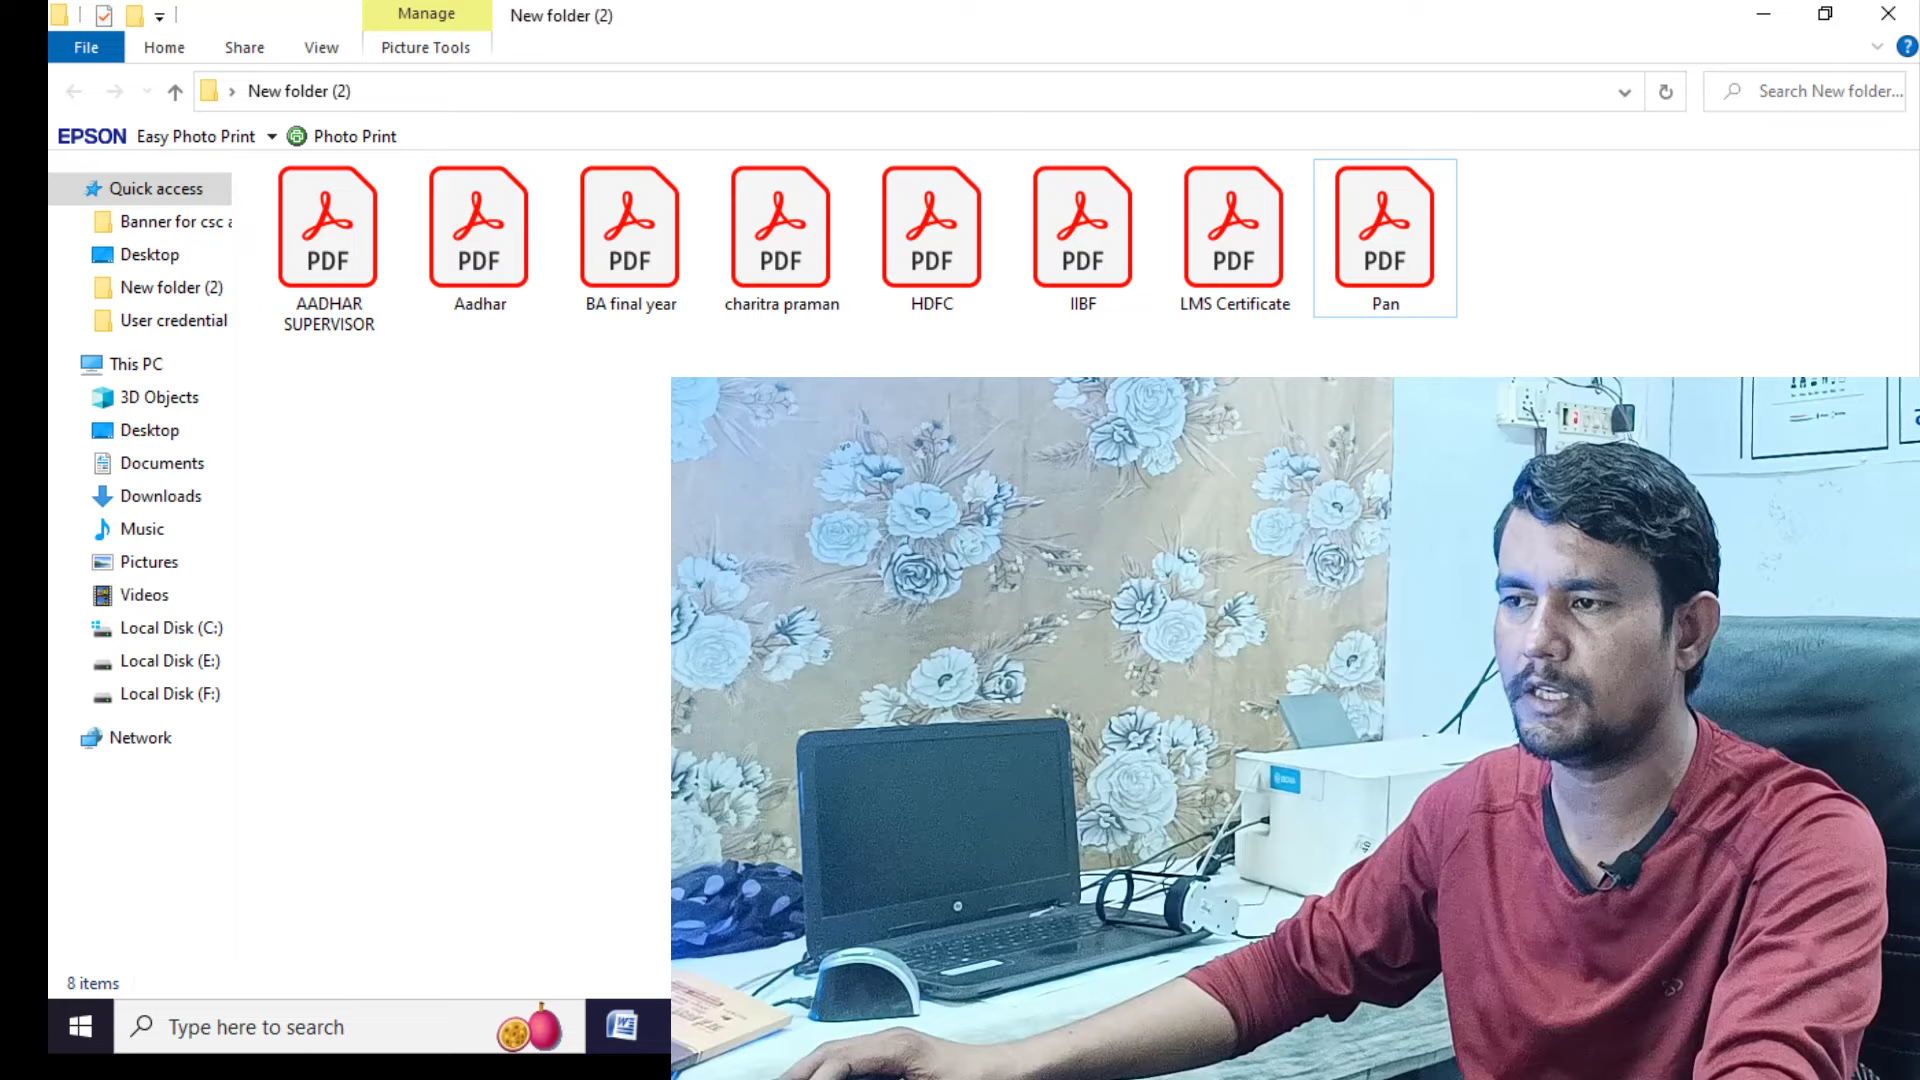 Manage
New folder (2)
File
Home
Share
View
Picture Tools
New folder (2)
Search New folder...
EPSON Easy Photo Print
Photo Print
Quick access
Banner for csc a
Desktop
New folder (2)
User credential
This PC
3D Objects
Desktop
Documents
Downloads
Music
Pictures
Videos
Local Disk (C:)
Local Disk (E:)
Local Disk (F:)
Network
PDF
AADHAR
SUPERVISOR
PDF
Aadhar
PDF
BA final year
PDF
charitra praman
PDF
HDFC
PDF
IIBF
PDF
LMS Certificate
PDF
Pan
8 items
Type here to search
hp